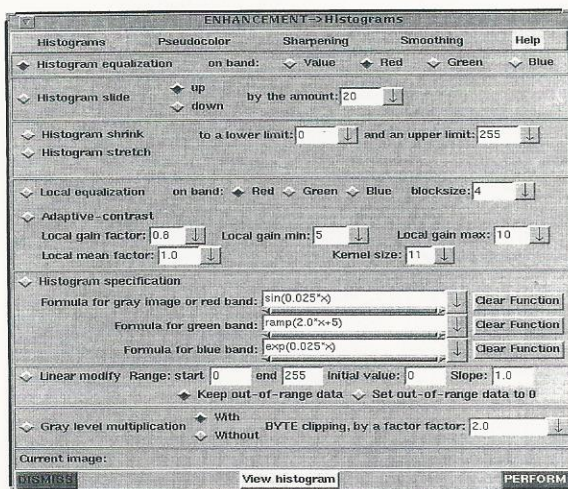 ENHANCEMENT->Histograms
Histograms Pseudocolor Sharpening Smoothing Help
Histogram equalization on band: Value Red Green Blue
Histogram slide up down by the amount: 20
Histogram shrink to a lower limit: 0 and an upper limit: 255
Histogram stretch
Local equalization on band: Red Green Blue blocksize: 4
Adaptive-contrast
Local gain factor: 0.8 Local gain min: 5 Local gain max: 10
Local mean factor: 1.0 Kernel size: 11
Histogram specification
Formula for gray image or red band: sin(0.025*x) Clear Function
Formula for green band: ramp(2.0*x+5) Clear Function
Formula for blue band: exp(0.025*x) Clear Function
Linear modify Range: start 0 end 255 Initial value: 0 Slope: 1.0
Keep out-of-range data Set out-of-range data to 0
Gray level multiplication With Without BYTE clipping, by a factor factor: 2.0
Current image:
DISMISS View histogram PERFORM